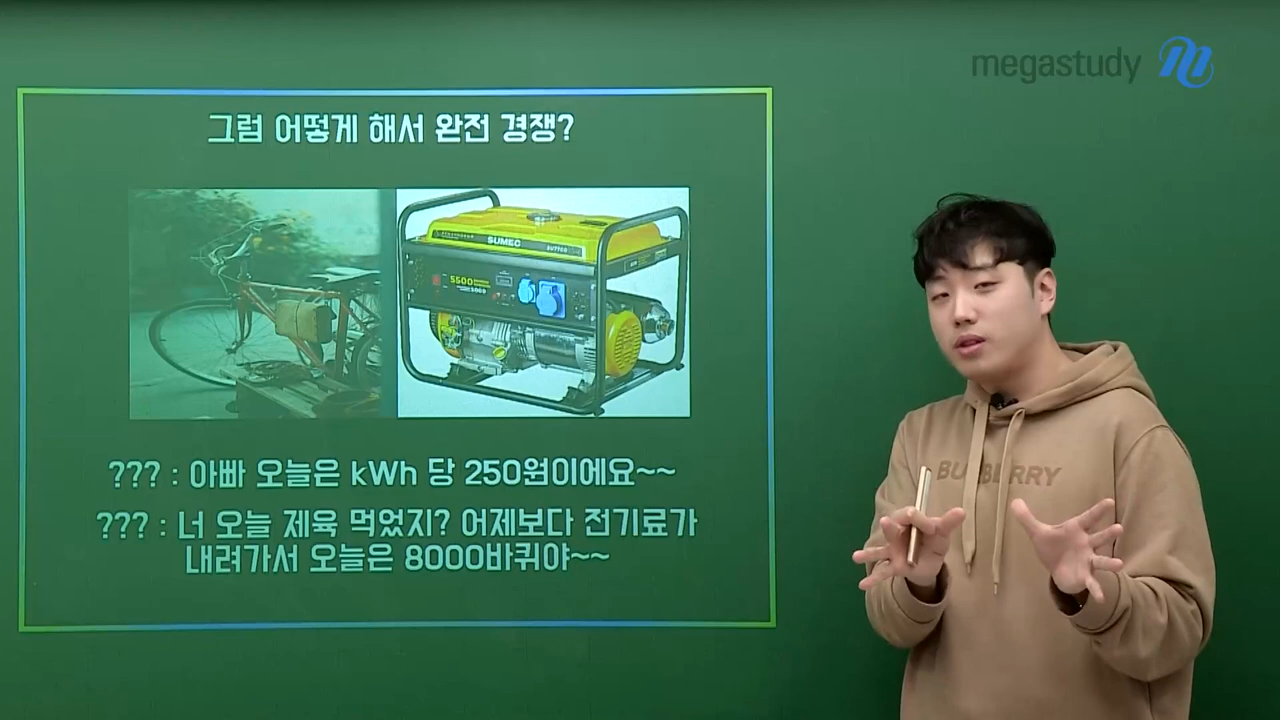 megastudy
그럼 어떻게 해서 완전 경쟁?
SUMEC
5500
??? : 아빠 오늘은 kWh 당 250원이에요~~
??? : 너 오늘 제육 먹었지? 어제보다 전기료가
내려가서 오늘은 8000바퀴야~~
BURBERRY